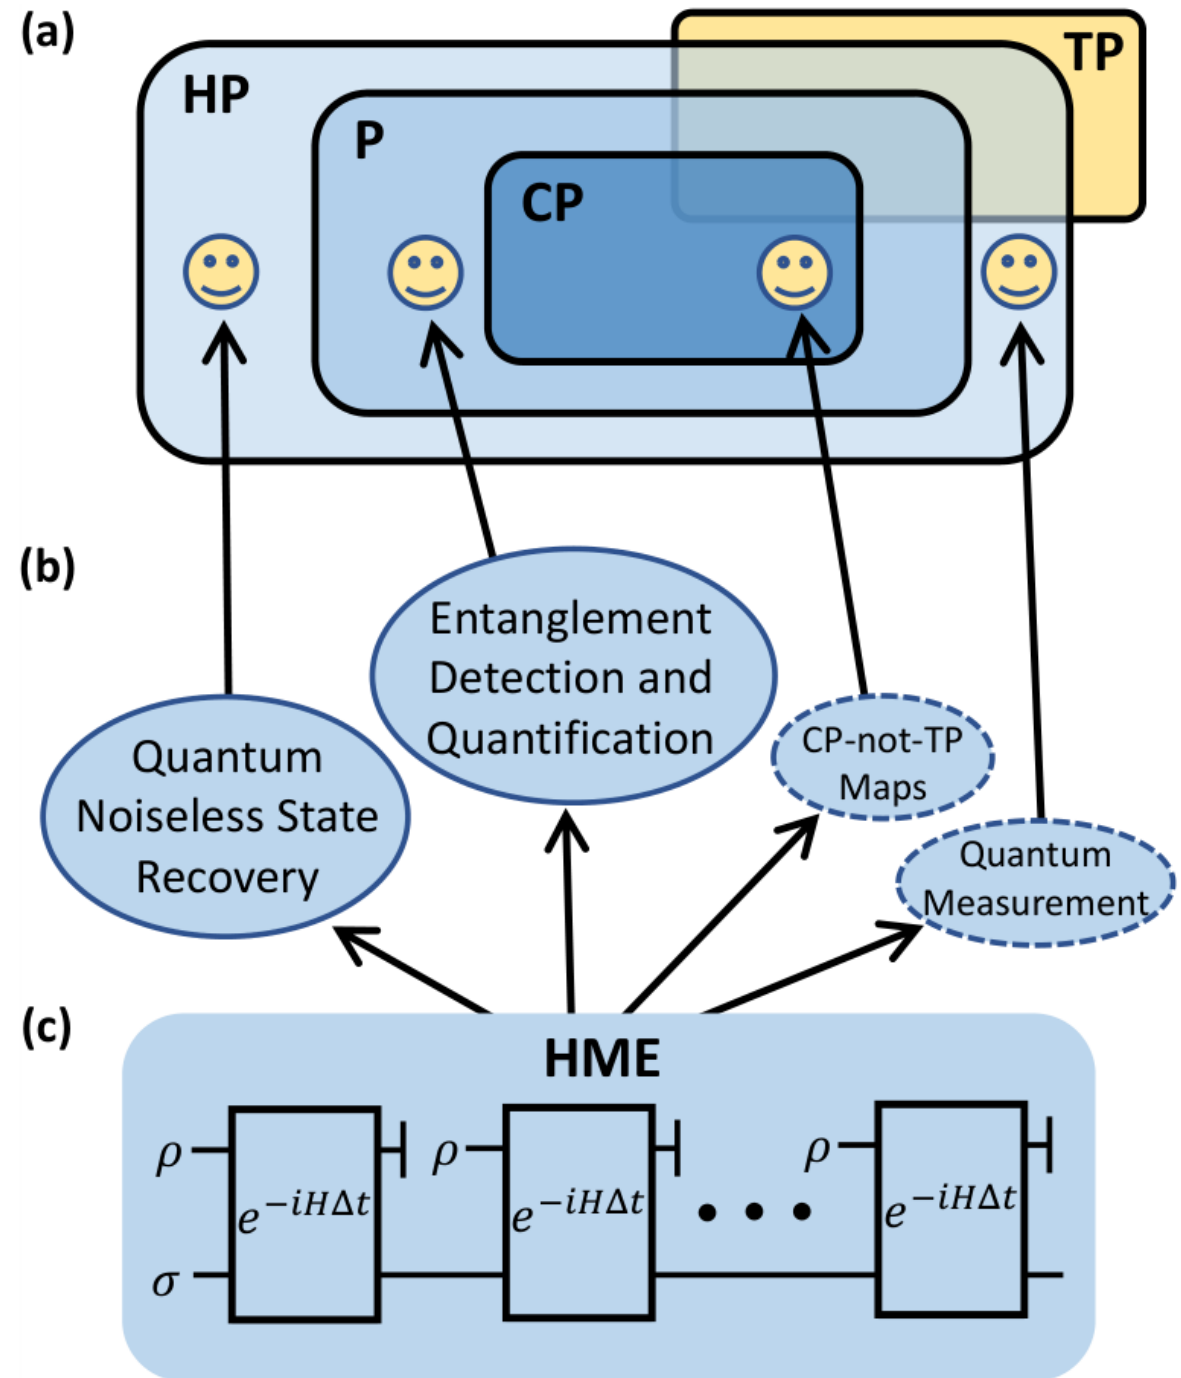 (a)
TP
HP
P
CP
(b)
Entanglement
Detection and
Quantification
Quantum
Noiseless State
Recovery
CP-not-TP
Maps
Quantum
Measurement
(c)
HME
ρ
e^{-iHΔt}
ρ
e^{-iHΔt}
• • •
ρ
e^{-iHΔt}
σ